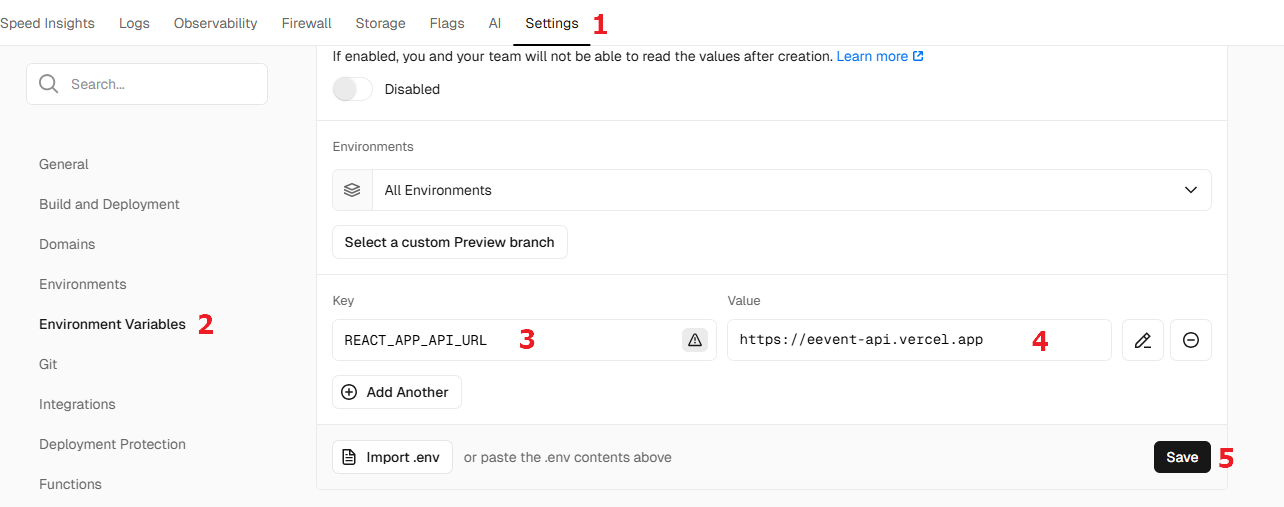 Speed Insights Logs Observability Firewall Storage Flags AI Settings 1
If enabled, you and your team will not be able to read the values after creation. Learn more
Search...
Disabled
Environments
General
All Environments
Build and Deployment
Domains
Select a custom Preview branch
Environments
Key Value
Environment Variables 2
REACT_APP_API_URL 3 https://eevent-api.vercel.app 4
Git
Add Another
Integrations
Deployment Protection
Import .env or paste the .env contents above Save 5
Functions